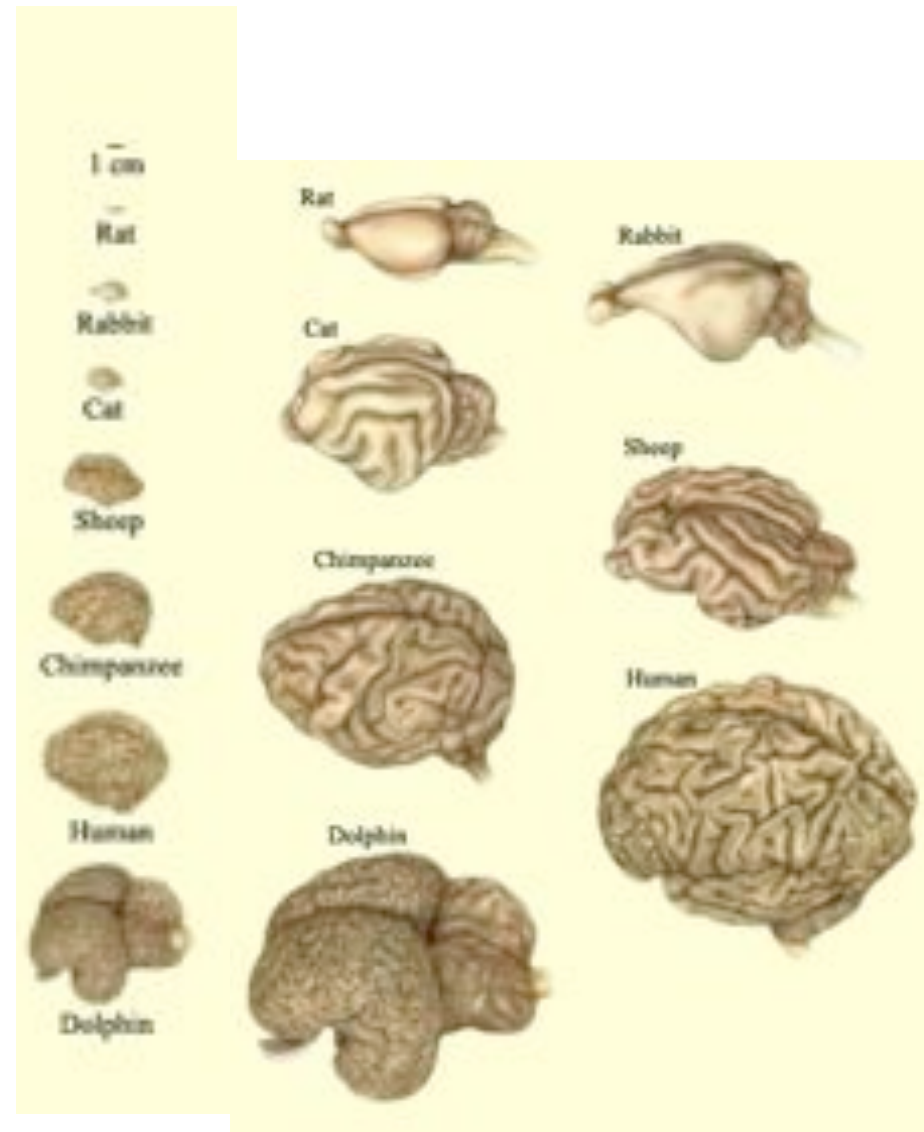 1 cm
Rat
Rabbit
Cat
Sheep
Chimpanzee
Human
Dolphin
Rat
Rabbit
Cat
Sheep
Chimpanzee
Human
Dolphin